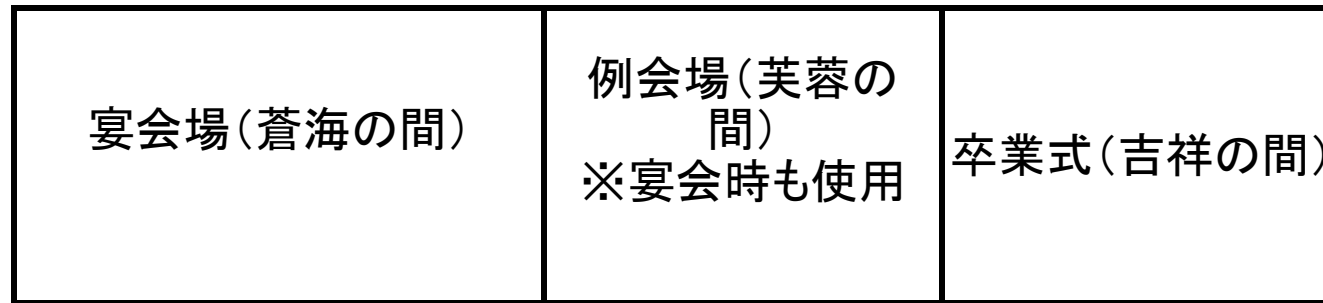 宴会場(蒼海の間)
例会場(芙蓉の
間)
※宴会時も使用
卒業式(吉祥の間)